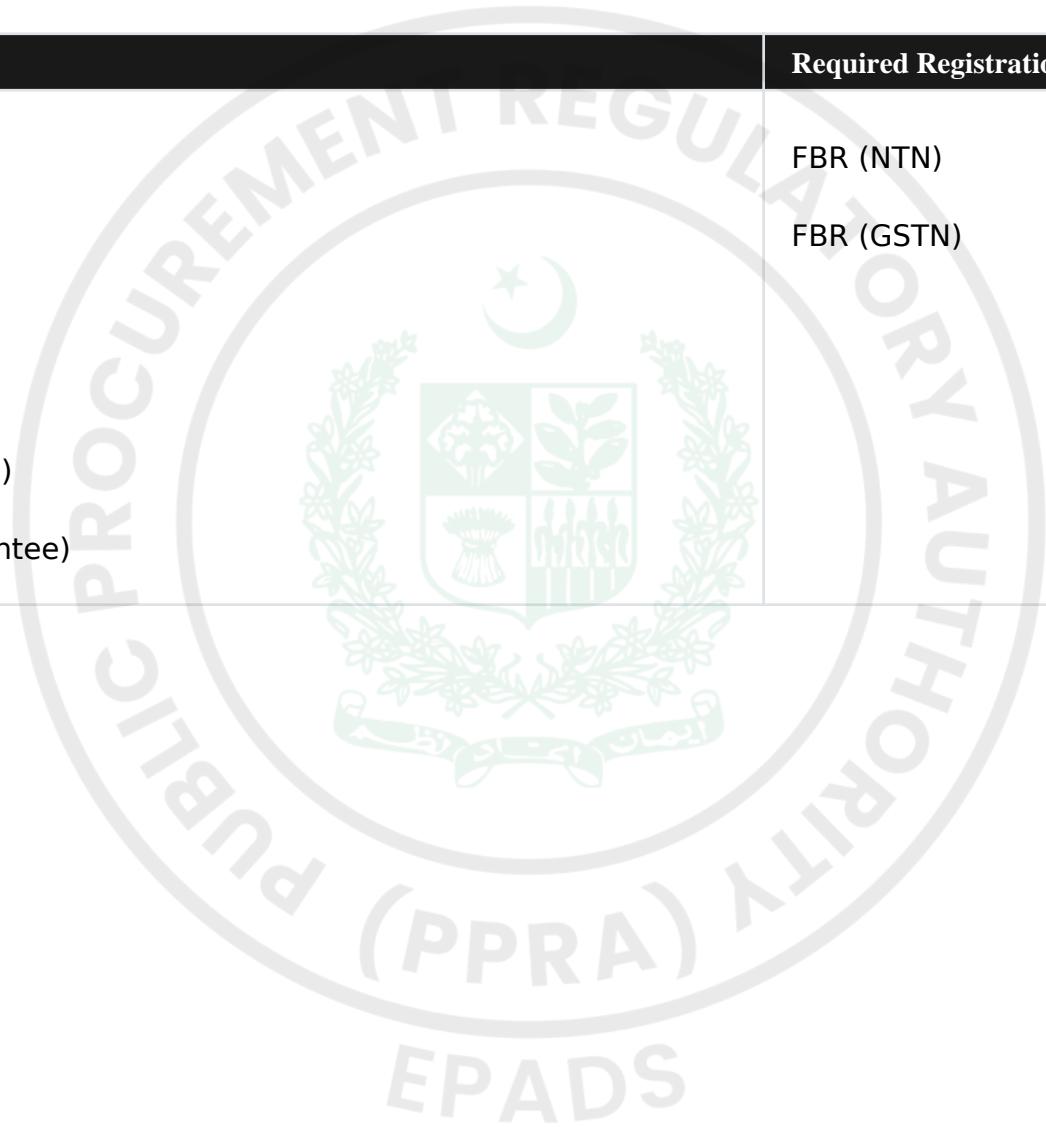 Required Registratio
FBR (NTN)
FBR (GSTN)
)
ntee)
PUBLIC PROCUREMENT REGULATORY AUTHORITY
(PPRA)
EPADS